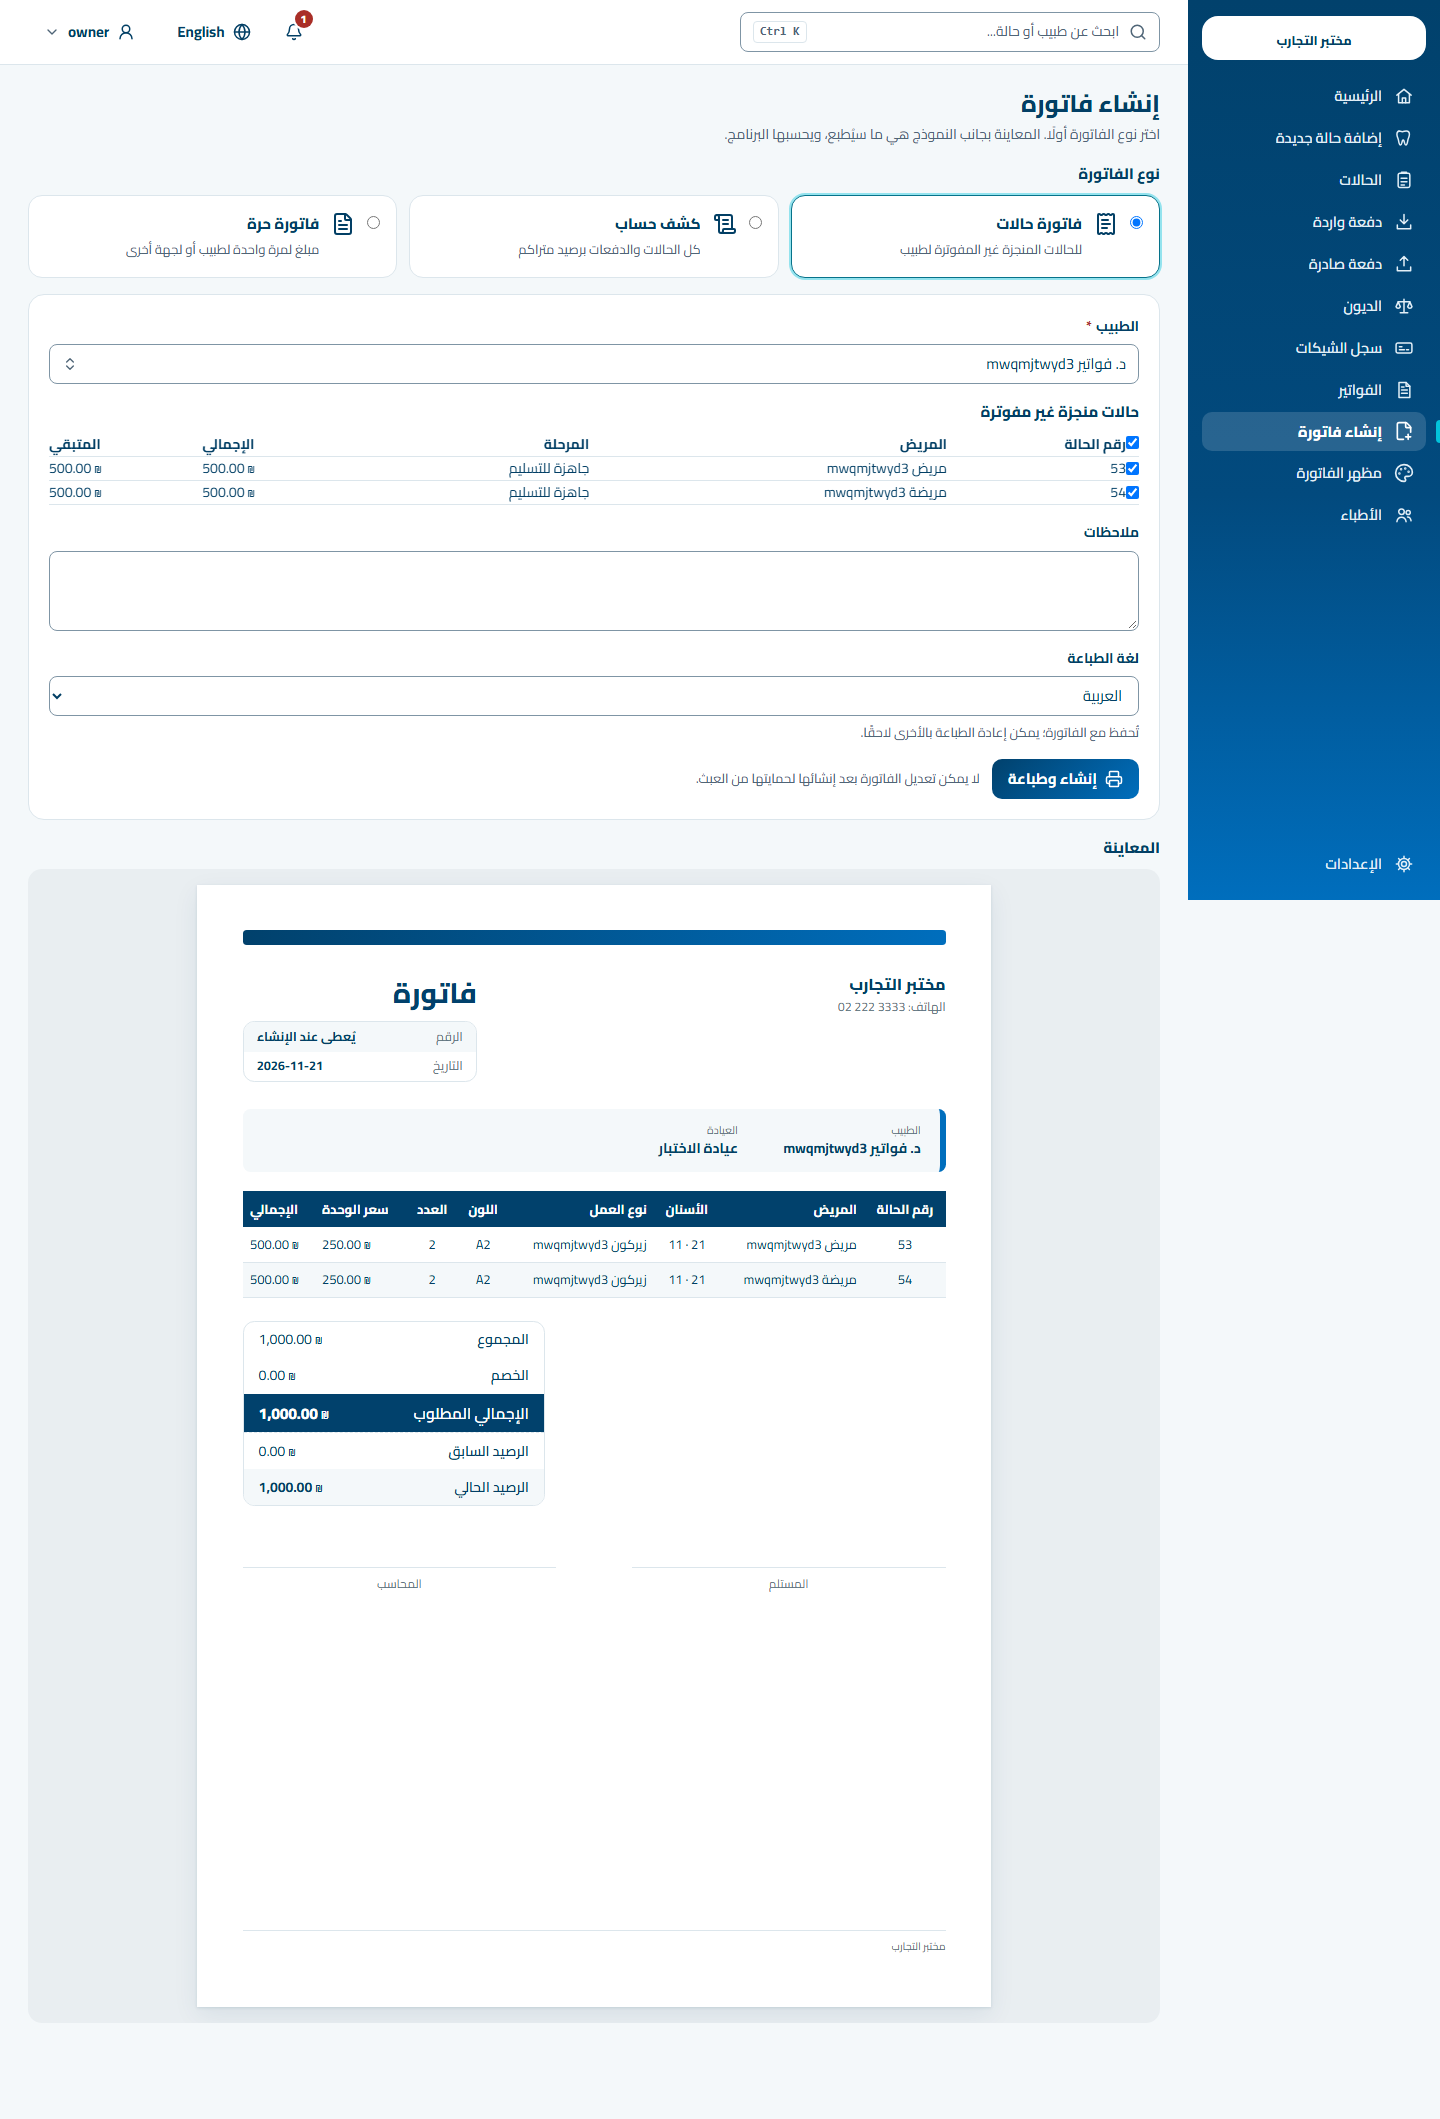 مختبر التجارب
الرئيسية
إضافة حالة جديدة
الحالات
دفعة واردة
دفعة صادرة
الديون
سجل الشيكات
الفواتير
إنشاء فاتورة
مظهر الفاتورة
الأطباء
الإعدادات
ابحث عن طبيب أو حالة... Ctrl K
1
English
owner
إنشاء فاتورة
اختر نوع الفاتورة أولًا. المعاينة بجانب النموذج هي ما سيُطبع، ويحسبها البرنامج.
نوع الفاتورة
فاتورة حالات
للحالات المنجزة غير المفوترة لطبيب
كشف حساب
كل الحالات والدفعات برصيد متراكم
فاتورة حرة
مبلغ لمرة واحدة لطبيب أو لجهة أخرى
الطبيب *
د. فواتير mwqmjtwyd3
حالات منجزة غير مفوترة
رقم الحالة المريض المرحلة الإجمالي المتبقي
53 مريض mwqmjtwyd3 جاهزة للتسليم 500.00 ₪ 500.00 ₪
54 مريضة mwqmjtwyd3 جاهزة للتسليم 500.00 ₪ 500.00 ₪
ملاحظات
لغة الطباعة
العربية
تُحفظ مع الفاتورة؛ يمكن إعادة الطباعة بالأخرى لاحقًا.
إنشاء وطباعة
لا يمكن تعديل الفاتورة بعد إنشائها لحمايتها من العبث.
المعاينة
مختبر التجارب
الهاتف: 02 222 3333
فاتورة
الرقم يُعطى عند الإنشاء
التاريخ 2026-11-21
الطبيب العيادة
د. فواتير mwqmjtwyd3 عيادة الاختبار
رقم الحالة المريض الأسنان نوع العمل اللون العدد سعر الوحدة الإجمالي
53 مريض mwqmjtwyd3 11 · 21 زيركون mwqmjtwyd3 A2 2 250.00 ₪ 500.00 ₪
54 مريضة mwqmjtwyd3 11 · 21 زيركون mwqmjtwyd3 A2 2 250.00 ₪ 500.00 ₪
المجموع 1,000.00 ₪
الخصم 0.00 ₪
الإجمالي المطلوب 1,000.00 ₪
الرصيد السابق 0.00 ₪
الرصيد الحالي 1,000.00 ₪
المستلم المحاسب
مختبر التجارب